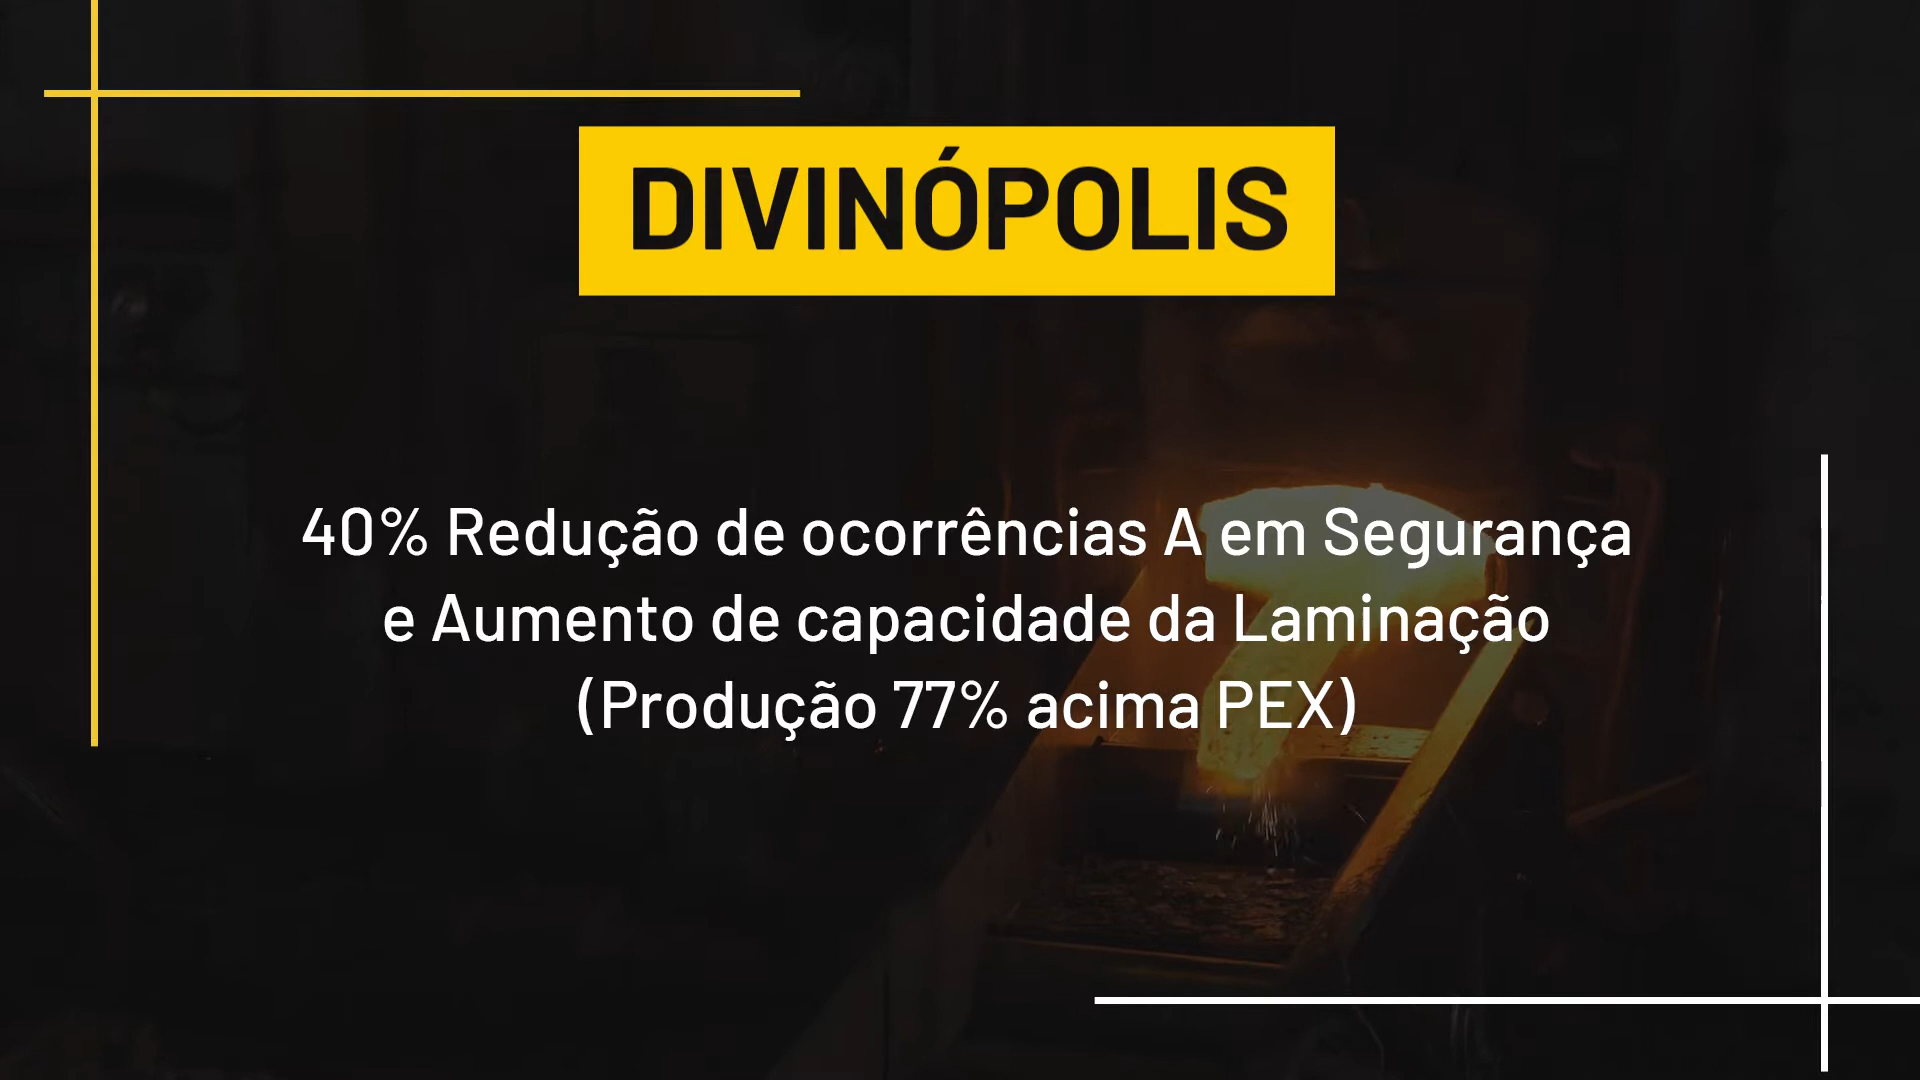 DIVINÓPOLIS
40% Redução de ocorrências A em Segurança
e Aumento de capacidade da Laminação
(Produção 77% acima PEX)